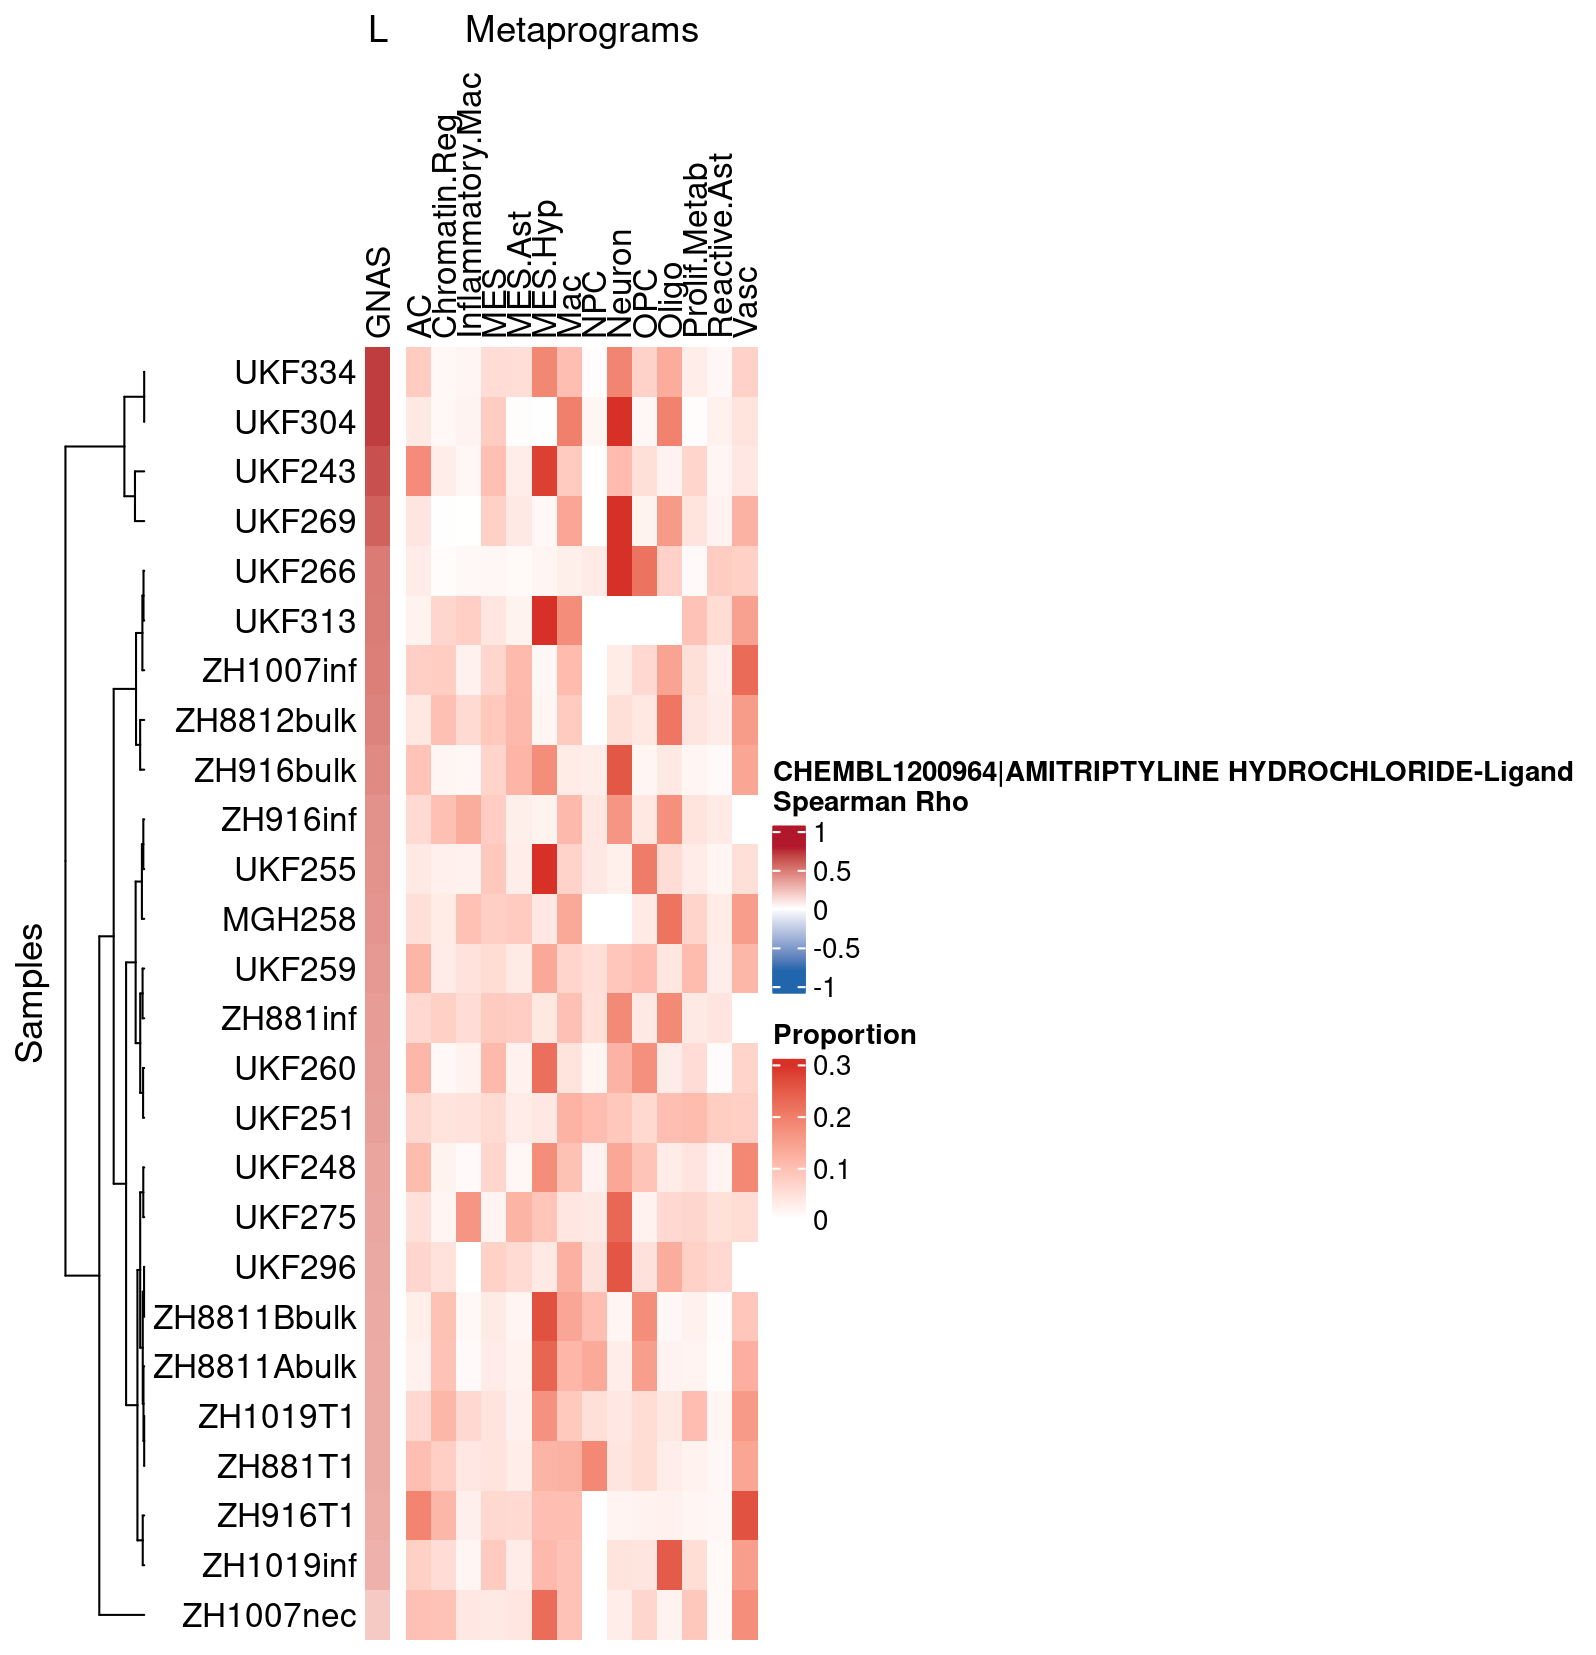 L
Metaprograms
GNAS
AC
Chromatin.Reg
Inflammatory.Mac
MES
MES.Ast
MES.Hyp
Mac
NPC
Neuron
OPC
Oligo
Prolif.Metab
Reactive.Ast
Vasc
Samples
UKF334
UKF304
UKF243
UKF269
UKF266
UKF313
ZH1007inf
ZH8812bulk
ZH916bulk
ZH916inf
UKF255
MGH258
UKF259
ZH881inf
UKF260
UKF251
UKF248
UKF275
UKF296
ZH8811Bbulk
ZH8811Abulk
ZH1019T1
ZH881T1
ZH916T1
ZH1019inf
ZH1007nec
CHEMBL1200964|AMITRIPTYLINE HYDROCHLORIDE-Ligand
Spearman Rho
1
0.5
0
-0.5
-1
Proportion
0.3
0.2
0.1
0